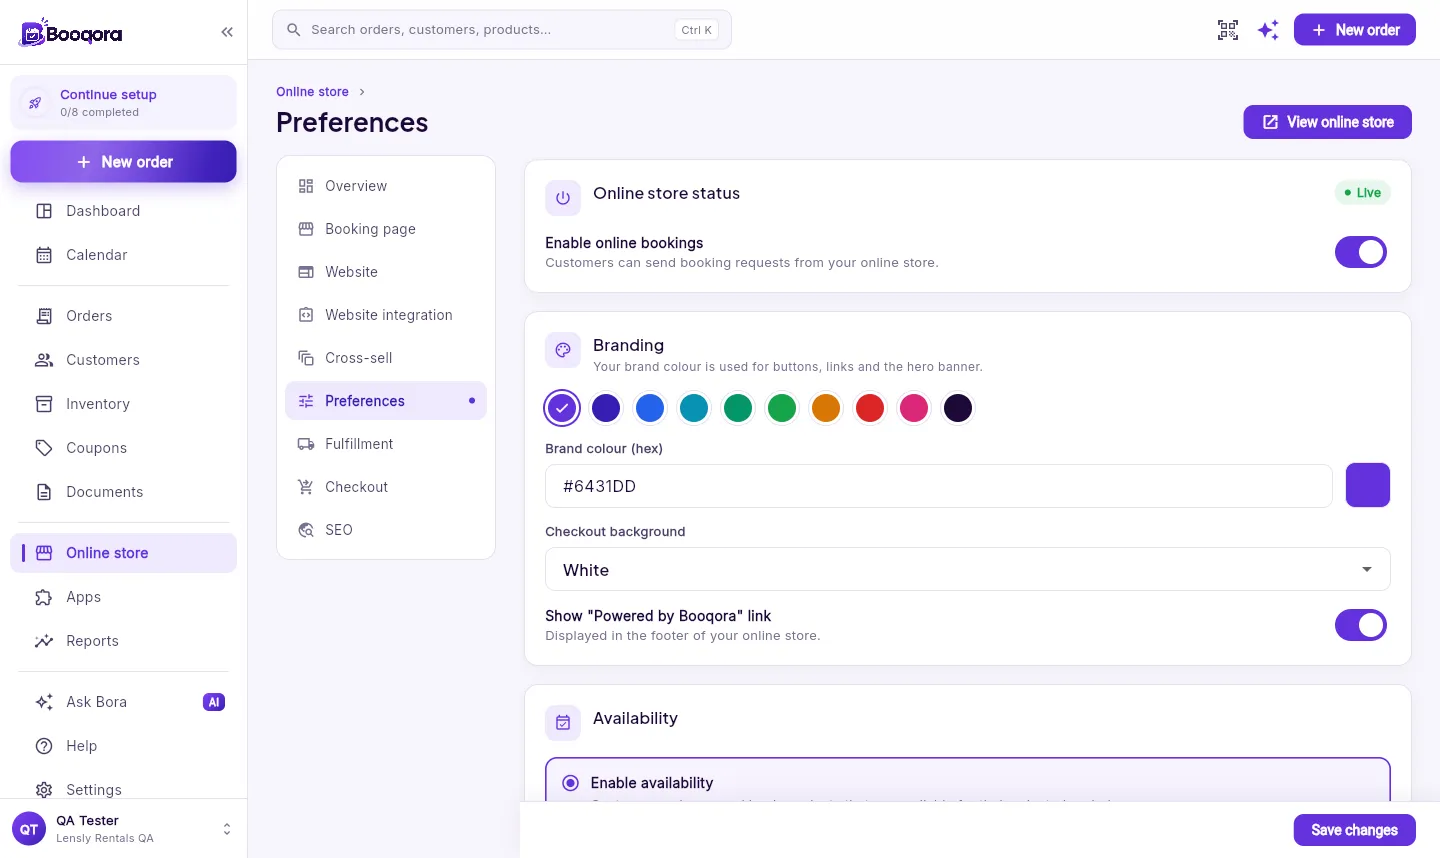 Booqora
Search orders, customers, products...
Ctrl K
New order
Continue setup
0/8 completed
New order
Dashboard
Calendar
Orders
Customers
Inventory
Coupons
Documents
Online store
Apps
Reports
Ask Bora
AI
Help
Settings
QT
QA Tester
Lensly Rentals QA
Online store
Preferences
View online store
Overview
Booking page
Website
Website integration
Cross-sell
Preferences
Fulfillment
Checkout
SEO
Online store status
Live
Enable online bookings
Customers can send booking requests from your online store.
Branding
Your brand colour is used for buttons, links and the hero banner.
Brand colour (hex)
#6431DD
Checkout background
White
Show "Powered by Booqora" link
Displayed in the footer of your online store.
Availability
Enable availability
Save changes